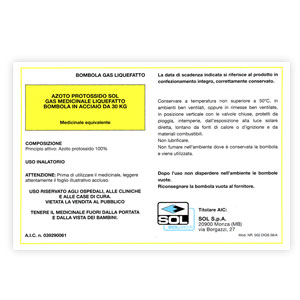 BOMBOLA GAS LIQUEFATTO
AZOTO PROTOSSIDO SOL
GAS MEDICINALE LIQUEFATTO
BOMBOLA IN ACCIAIO DA 30 KG
Medicinale equivalente
COMPOSIZIONE
Principio attivo: Azoto protossido 100%
USO INALATORIO
ATTENZIONE: Prima di utilizzare il medicinale, leggere
attentamente il foglio illustrativo accluso.
USO RISERVATO AGLI OSPEDALI, ALLE CLINICHE
E ALLE CASE DI CURA.
VIETATA LA VENDITA AL PUBBLICO
TENERE IL MEDICINALE FUORI DALLA PORTATA
E DALLA VISTA DEI BAMBINI.
A.I.C. n. 039290061
La data di scadenza indicata si riferisce al prodotto in
confezionamento integro, correttamente conservato.
Conservare a temperatura non superiore a 50°C, in
ambienti ben ventilati, oppure in rimesse ben ventilate, in
posizione verticale con le valvole chiuse, protetti da
pioggia, intemperie, dall'esposizione alla luce solare
diretta, lontano da fonti di calore o d'ignizione e da
materiali combustibili.
Non lubrificare.
Non fumare nell'ambiente dove è conservata la bombola
e viene utilizzata.
Dopo l'uso non disperdere nell'ambiente le bombole
vuote.
Riconsegnare la bombola vuota al fornitore.
SOL
Titolare AIC:
SOL S.p.A.
20900 Monza (MB)
via Borgazzi, 27